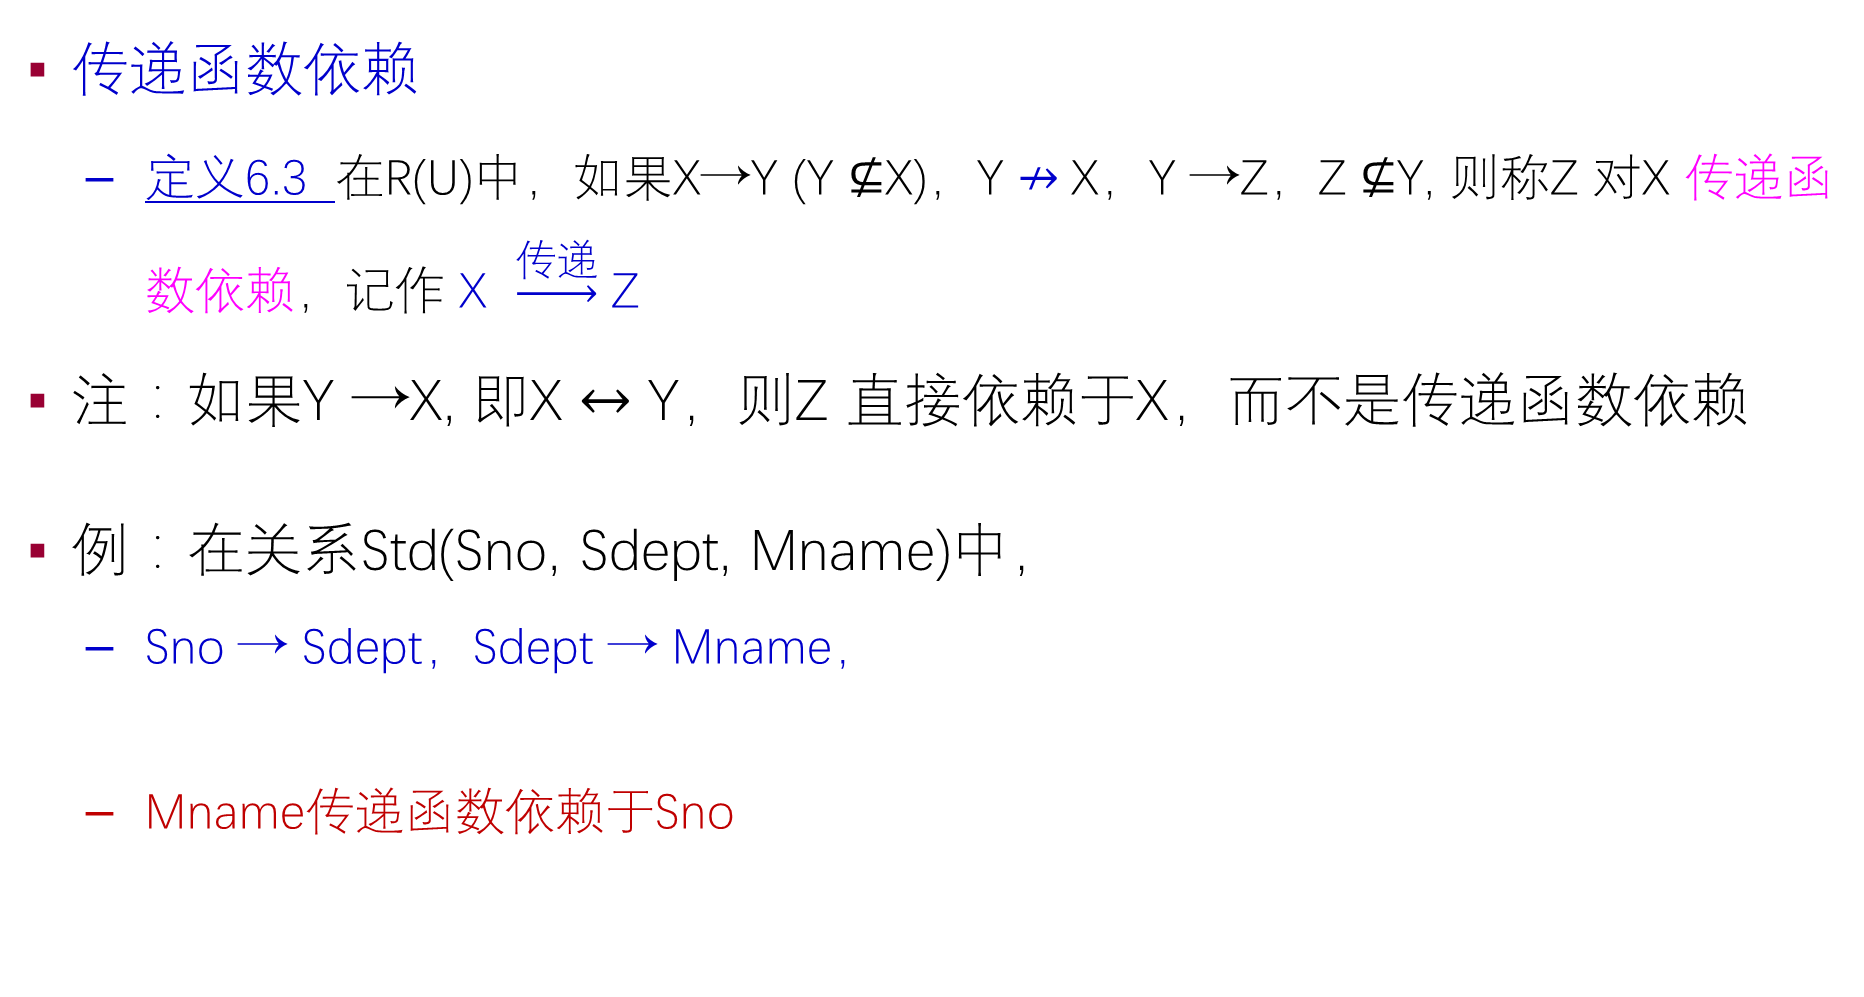 ▪ 传递函数依赖
– 定义6.3 在R(U)中，如果X→Y (Y ⊈X)，Y ↛ X，Y →Z，Z ⊈Y, 则称Z 对X 传递函
数依赖，记作 X 传递⟶ Z
▪ 注：如果Y →X, 即X ↔ Y，则Z 直接依赖于X，而不是传递函数依赖
▪ 例：在关系Std(Sno, Sdept, Mname)中，
– Sno → Sdept，Sdept → Mname，
– Mname传递函数依赖于Sno